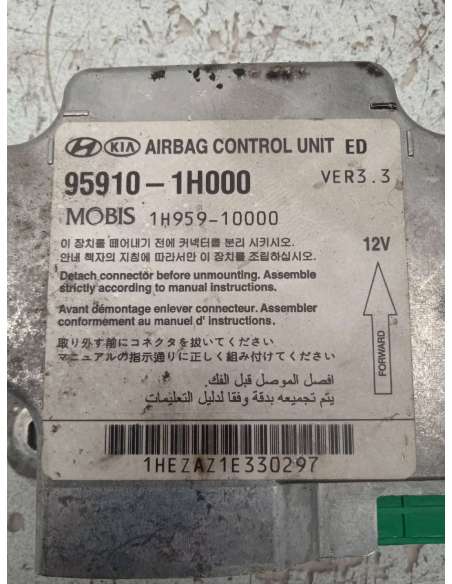 HYUNDAI KIA AIRBAG CONTROL UNIT ED
95910-1H000 VER3.3
MOBIS 1H959-10000
이 장치를 떼어내기 전에 커넥터를 분리 시키시오.
안내 책자의 지침에 따라서만 이 장치를 조립하십시오.
12V
Detach connector before unmounting. Assemble
strictly according to manual instructions.
Avant démontage enlever connecteur. Assembler
conformement au manuel d' instructions.
取り外す前にコネクタを抜いてください
マニュアルの指示通りに正しく組み付けてください
FORWARD
افصل الموصل قبل الفك.
يتم تجميعه بدقة وفقا لدليل التعليمات
1HEZAZ1E330297